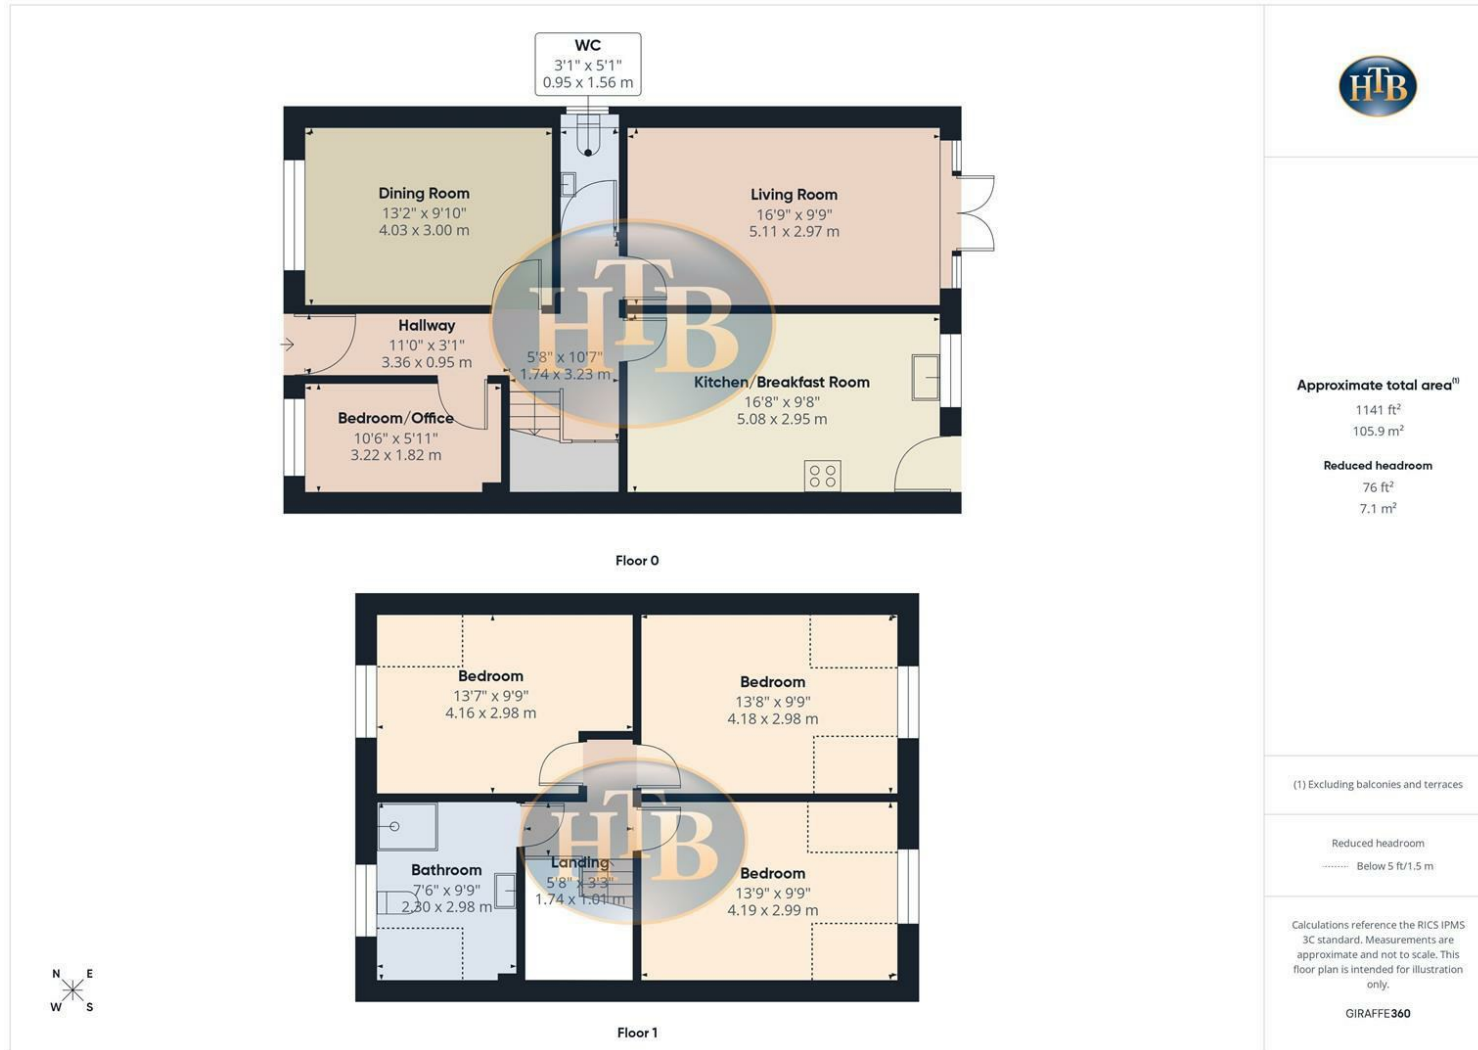 WC
3'1" x 5'1"
0.95 x 1.56 m
Dining Room
13'2" x 9'10"
4.03 x 3.00 m
Living Room
16'9" x 9'9"
5.11 x 2.97 m
Hallway
11'0" x 3'1"
3.36 x 0.95 m
5'8" x 10'7"
1.74 x 3.23 m
Kitchen/Breakfast Room
16'8" x 9'8"
5.08 x 2.95 m
Bedroom/Office
10'6" x 5'11"
3.22 x 1.82 m
HTB
Floor 0
Bedroom
13'7" x 9'9"
4.16 x 2.98 m
Bedroom
13'8" x 9'9"
4.18 x 2.98 m
Bathroom
7'6" x 9'9"
2.30 x 2.98 m
Landing
5'8" x 3'3"
1.74 x 1.01 m
Bedroom
13'9" x 9'9"
4.19 x 2.99 m
HTB
Floor 1
N E
W S
HTB
Approximate total area(1)
1141 ft²
105.9 m²
Reduced headroom
76 ft²
7.1 m²
(1) Excluding balconies and terraces
Reduced headroom
Below 5 ft/1.5 m
Calculations reference the RICS IPMS
3C standard. Measurements are
approximate and not to scale. This
floor plan is intended for illustration
only.
GIRAFFE360